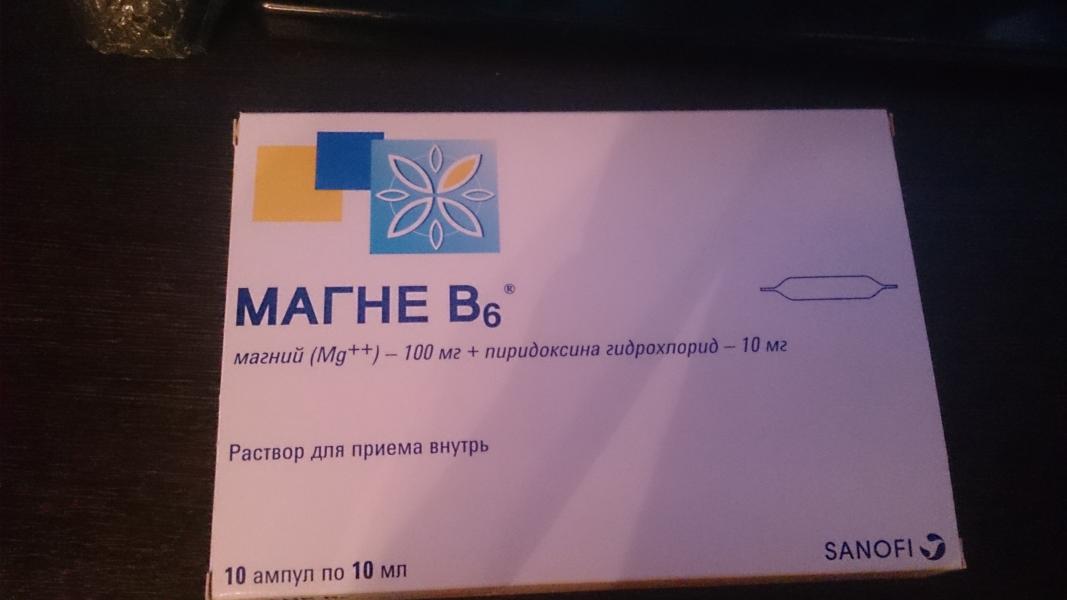 МАГНЕ В6®
магний (Mg++) – 100 мг + пиридоксина гидрохлорид – 10 мг
Раствор для приема внутрь
10 ампул по 10 мл
SANOFI